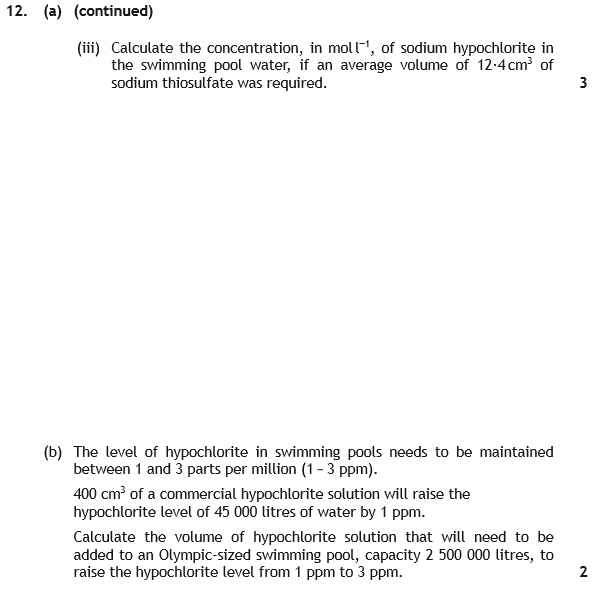 12. (a) (continued)
(iii) Calculate the concentration, in mol l⁻¹, of sodium hypochlorite in
the swimming pool water, if an average volume of 12·4 cm³ of
sodium thiosulfate was required. 3
(b) The level of hypochlorite in swimming pools needs to be maintained
between 1 and 3 parts per million (1 – 3 ppm).
400 cm³ of a commercial hypochlorite solution will raise the
hypochlorite level of 45 000 litres of water by 1 ppm.
Calculate the volume of hypochlorite solution that will need to be
added to an Olympic-sized swimming pool, capacity 2 500 000 litres, to
raise the hypochlorite level from 1 ppm to 3 ppm. 2